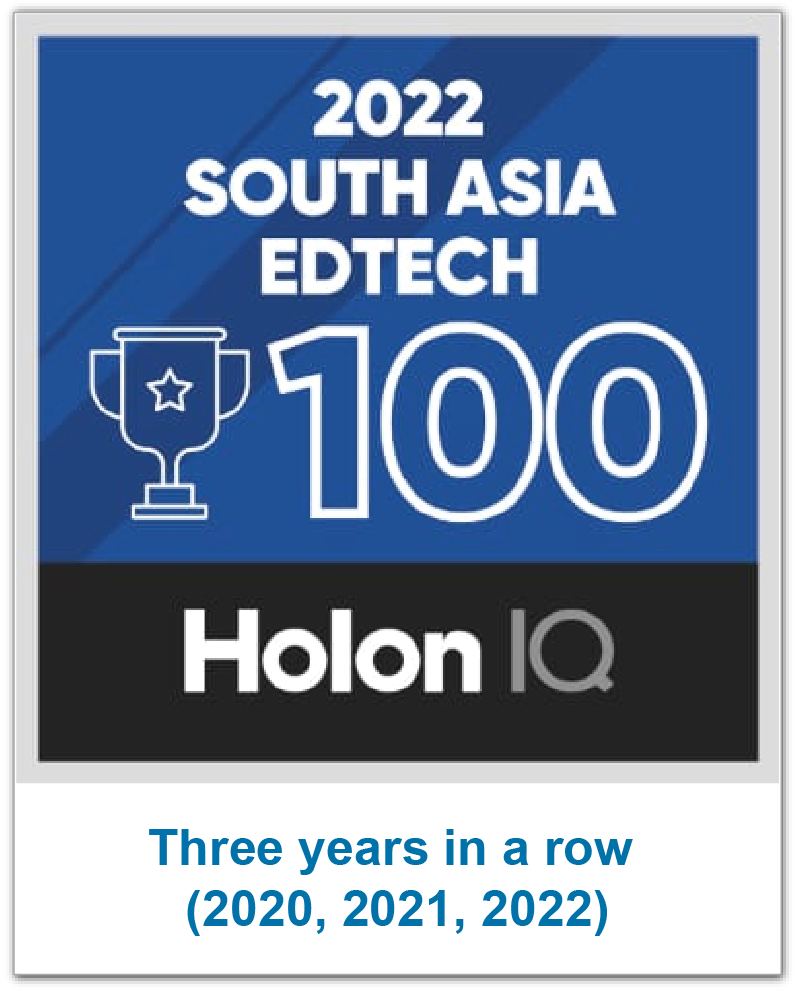 2022
SOUTH ASIA
EDTECH
100
Holon IQ
Three years in a row
(2020, 2021, 2022)